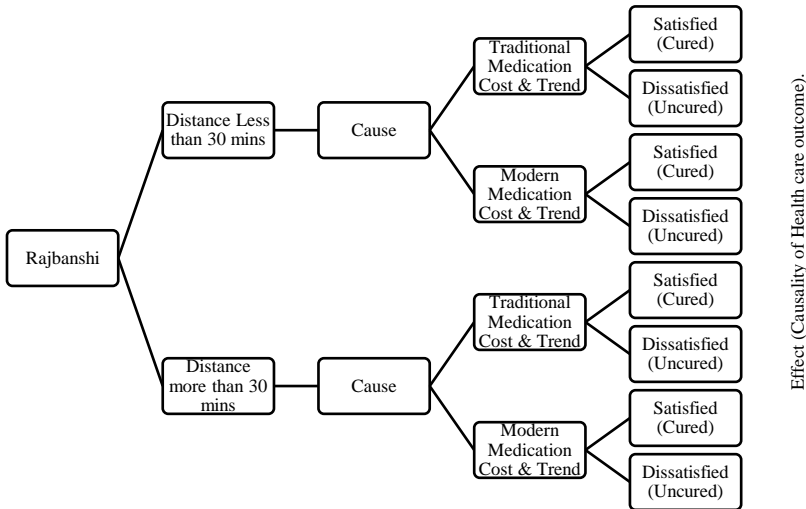 Rajbanshi
Distance Less
than 30 mins
Cause
Traditional
Medication
Cost & Trend
Satisfied
(Cured)
Dissatisfied
(Uncured)
Modern
Medication
Cost & Trend
Satisfied
(Cured)
Dissatisfied
(Uncured)
Distance
more than 30
mins
Cause
Traditional
Medication
Cost & Trend
Satisfied
(Cured)
Dissatisfied
(Uncured)
Modern
Medication
Cost & Trend
Satisfied
(Cured)
Dissatisfied
(Uncured)
Effect (Causality of Health care outcome).